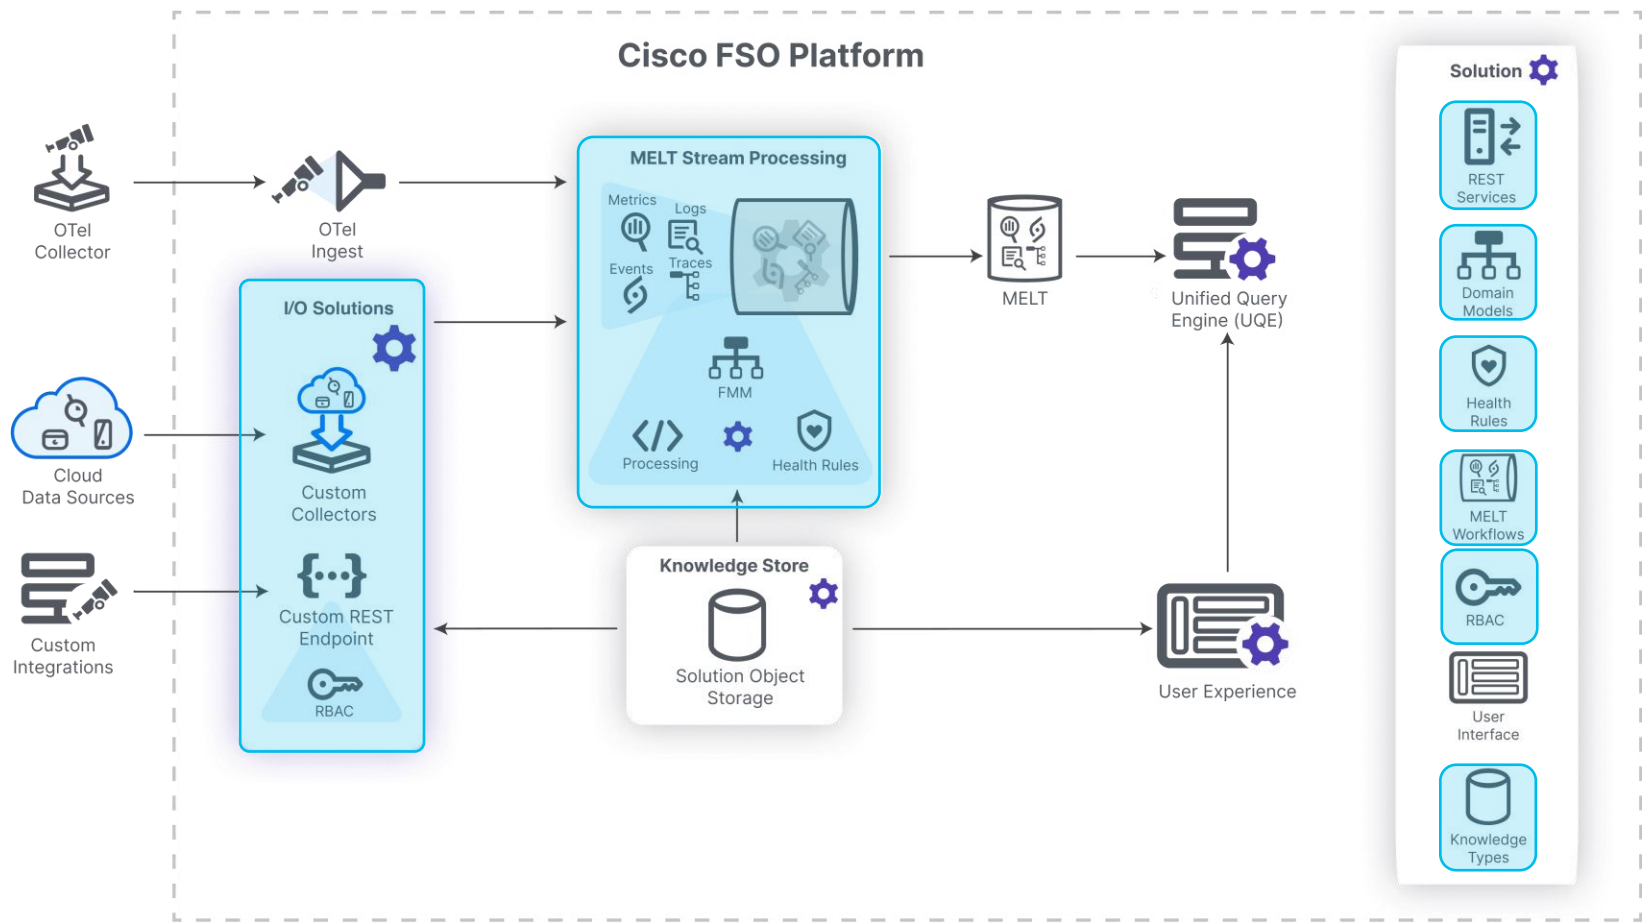 Cisco FSO Platform
OTel
Collector
Cloud
Data Sources
Custom
Integrations
OTel
Ingest
I/O Solutions
Custom
Collectors
{...}
Custom REST
Endpoint
RBAC
MELT Stream Processing
Metrics
Logs
Events
Traces
FMM
</>
Processing
Health Rules
Knowledge Store
Solution Object
Storage
MELT
Unified Query
Engine (UQE)
User Experience
Solution
REST
Services
Domain
Models
Health
Rules
MELT
Workflows
RBAC
User
Interface
Knowledge
Types